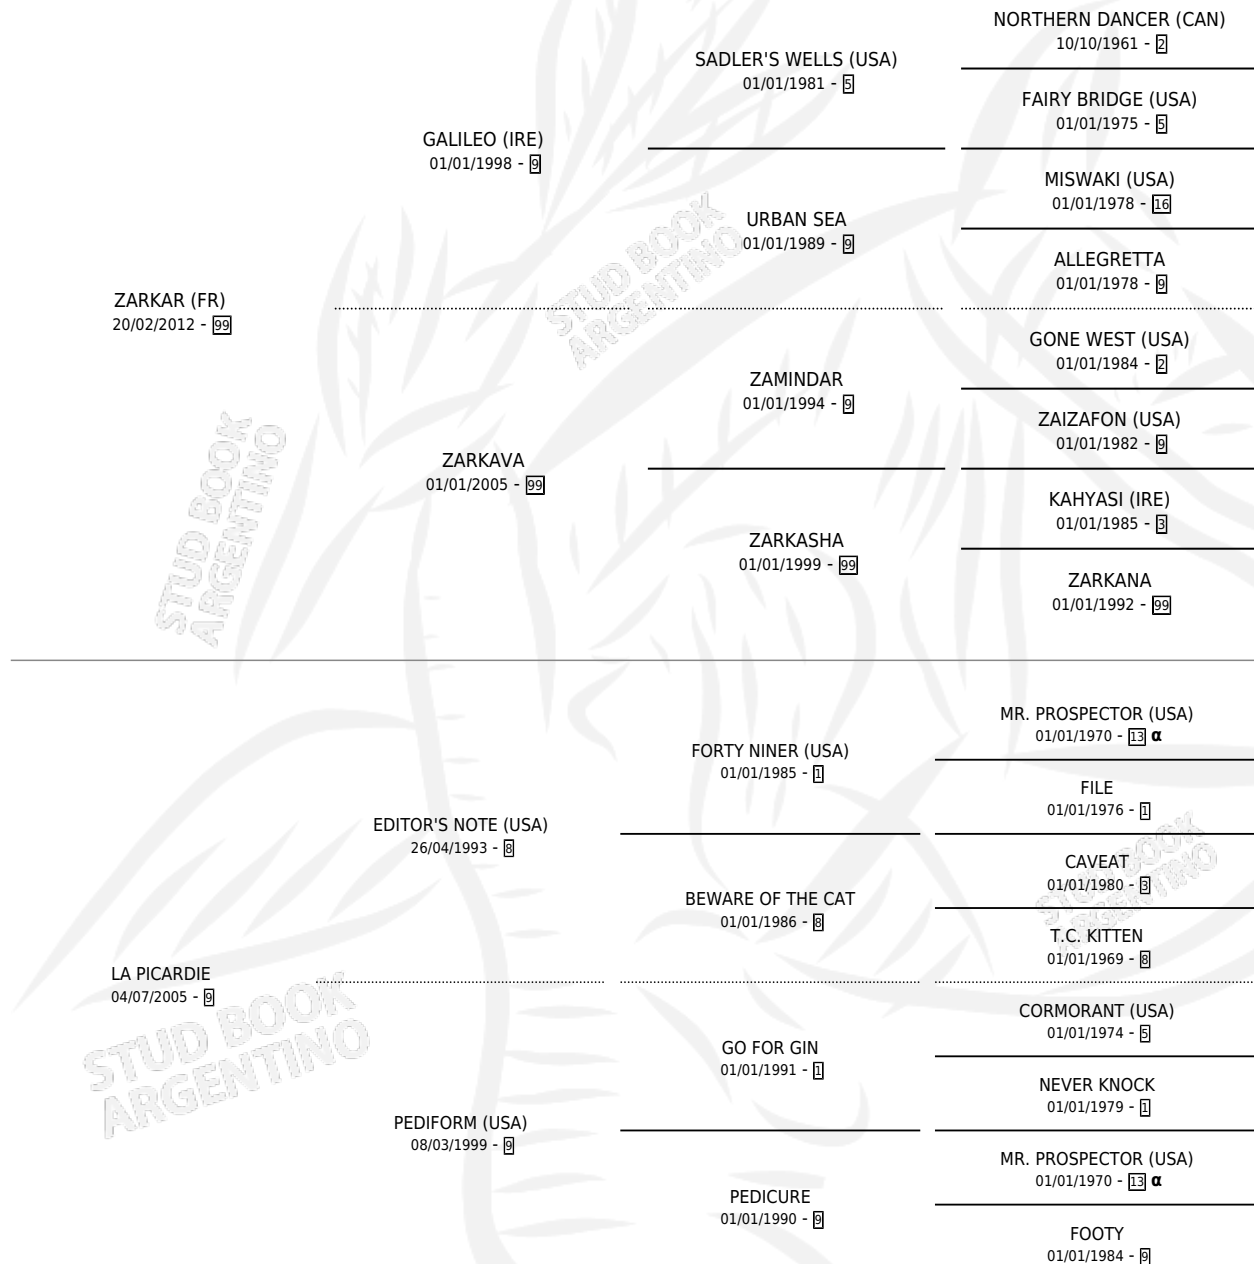 NORTHERN DANCER (CAN)
10/10/1961 - 2
SADLER'S WELLS (USA)
01/01/1981 - 5
FAIRY BRIDGE (USA)
01/01/1975 - 5
GALILEO (IRE)
01/01/1998 - 9
MISWAKI (USA)
01/01/1978 - 16
URBAN SEA
01/01/1989 - 9
ALLEGRETTA
01/01/1978 - 9
ZARKAR (FR)
20/02/2012 - 99
GONE WEST (USA)
01/01/1984 - 2
ZAMINDAR
01/01/1994 - 9
ZAIZAFON (USA)
01/01/1982 - 9
ZARKAVA
01/01/2005 - 99
KAHYASI (IRE)
01/01/1985 - 3
ZARKASHA
01/01/1999 - 99
ZARKANA
01/01/1992 - 99
MR. PROSPECTOR (USA)
01/01/1970 - 13 α
FORTY NINER (USA)
01/01/1985 - 1
FILE
01/01/1976 - 1
EDITOR'S NOTE (USA)
26/04/1993 - 8
CAVEAT
01/01/1980 - 3
BEWARE OF THE CAT
01/01/1986 - 8
T.C. KITTEN
01/01/1969 - 8
LA PICARDIE
04/07/2005 - 9
CORMORANT (USA)
01/01/1974 - 5
GO FOR GIN
01/01/1991 - 1
NEVER KNOCK
01/01/1979 - 1
PEDIFORM (USA)
08/03/1999 - 9
MR. PROSPECTOR (USA)
01/01/1970 - 13 α
PEDICURE
01/01/1990 - 9
FOOTY
01/01/1984 - 9
STUD BOOK
ARGENTINO
STUD BOOK
ARGENTINO
STUD BOOK
ARGENTINO
STUD BOOK
ARGENTINO